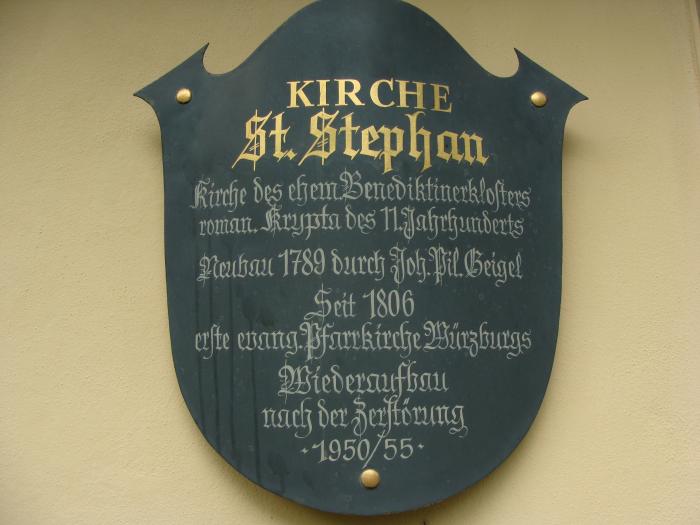 KIRCHE
St. Stephan
Kirche des ehem. Benediktinerklosters
roman. Krypta des 11. Jahrhunderts
Neubau 1789 durch Joh. Pil. Geigel
Seit 1806
erste evang. Pfarrkirche Würzburgs
Wiederaufbau
nach der Zerstörung
·1950/55·